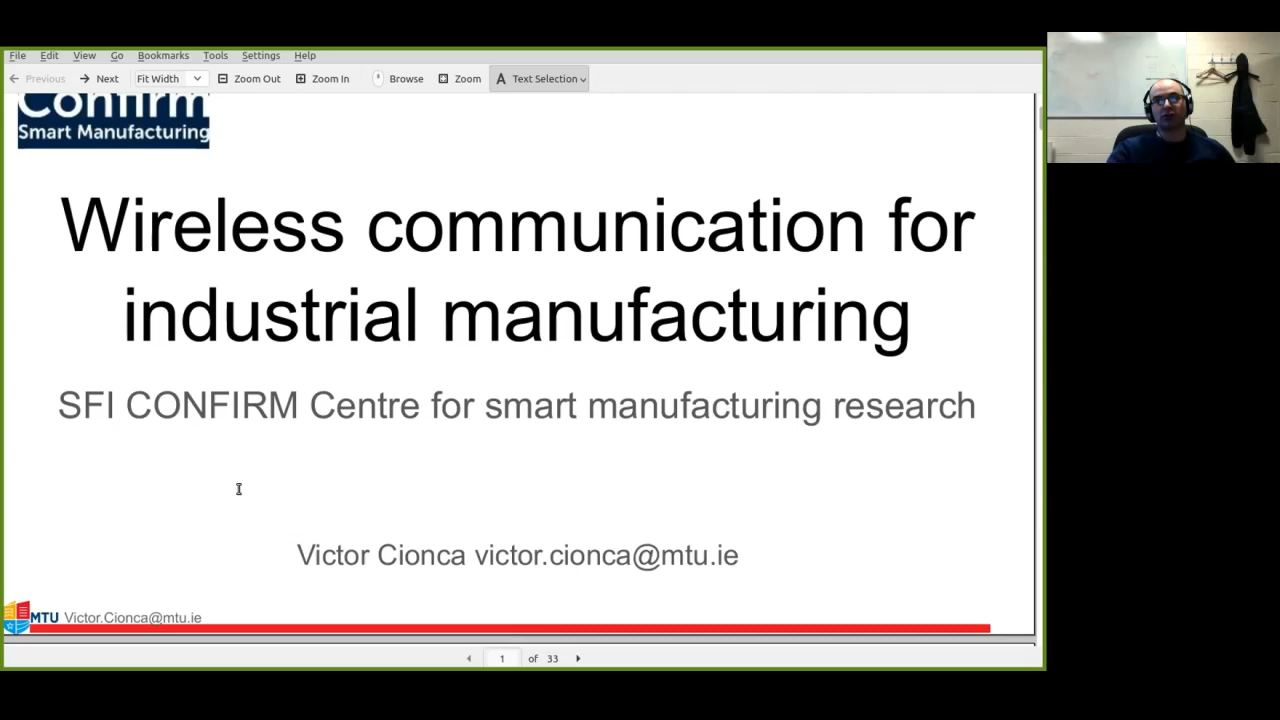 File Edit View Go Bookmarks Tools Settings Help
Previous Next Fit Width Zoom Out Zoom In Browse Zoom Text Selection
Confirm
Smart Manufacturing
Wireless communication for
industrial manufacturing
SFI CONFIRM Centre for smart manufacturing research
Victor Cionca victor.cionca@mtu.ie
MTU Victor.Cionca@mtu.ie
1 of 33